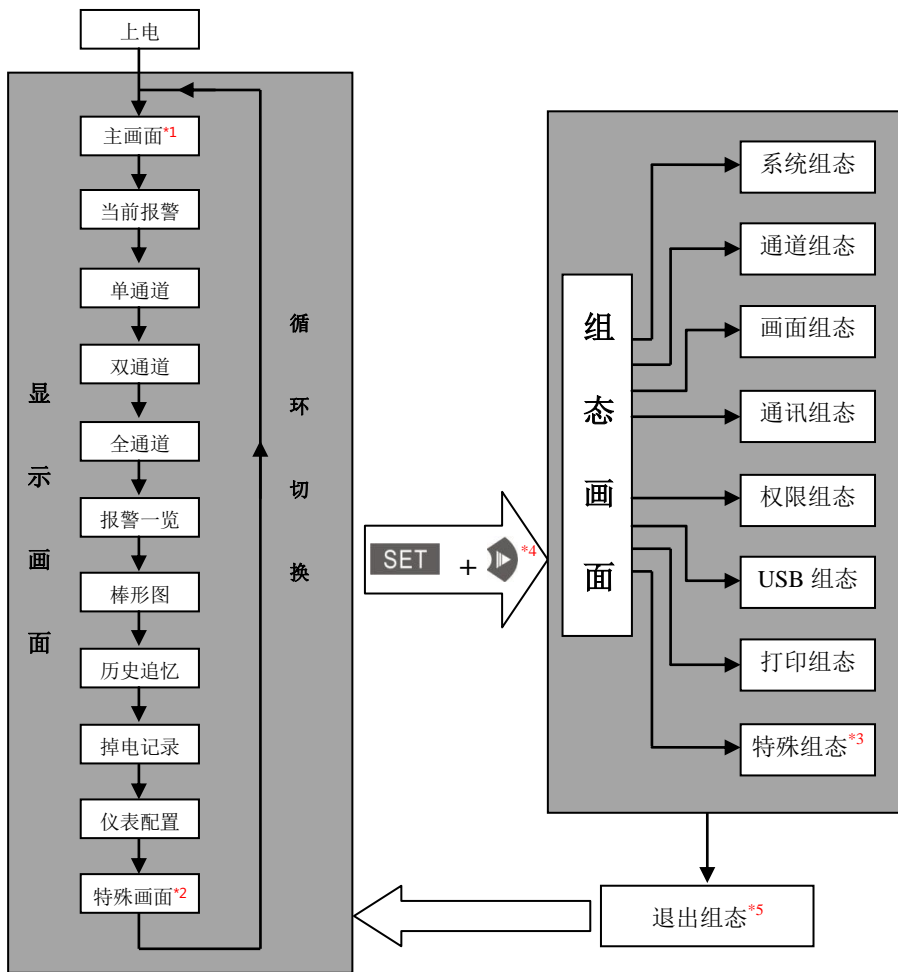 上电
显示画面
主画面*1
当前报警
单通道
双通道
全通道
报警一览
棒形图
历史追忆
掉电记录
仪表配置
特殊画面*2
循环切换
SET + *4
组态画面
系统组态
通道组态
画面组态
通讯组态
权限组态
USB 组态
打印组态
特殊组态*3
退出组态*5